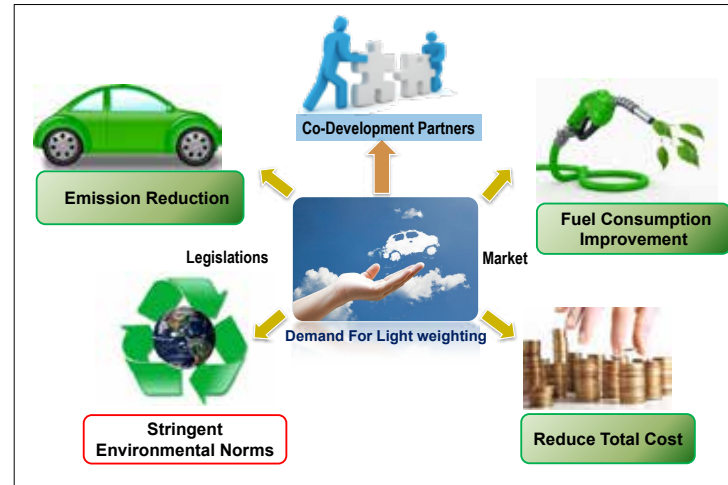 Co-Development Partners
Emission Reduction
Fuel Consumption
Improvement
Legislations
Market
Demand For Light weighting
Stringent
Environmental Norms
Reduce Total Cost